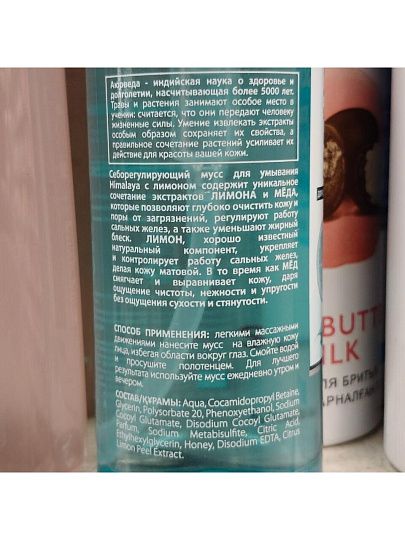 Аюрведа - индийская наука о здоровье и
долголетии, насчитывающая более 5000 лет.
Травы и растения занимают особое место в
учении: считается, что они передают человеку
жизненные силы. Умение извлекать экстракты
особым образом сохраняет их свойства, а
правильное сочетание растений усиливает их
действие для красоты вашей кожи.
Себорегулирующий мусс для умывания
Himalaya с лимоном содержит уникальное
сочетание экстрактов ЛИМОНА и МЁДА,
которые позволяют глубоко очистить кожу и
поры от загрязнений, регулируют работу
сальных желез, а также уменьшают жирный
блеск. ЛИМОН, хорошо известный
натуральный компонент, укрепляет
и контролирует работу сальных желез,
делая кожу матовой. В то время как МЁД
смягчает и выравнивает кожу, даря
ощущение чистоты, нежности и упругости
без ощущения сухости и стянутости.
СПОСОБ ПРИМЕНЕНИЯ: легкими массажными
движениями нанесите мусс на влажную кожу
лица, избегая области вокруг глаз. Смойте водой
и просушите полотенцем. Для лучшего
результата используйте мусс ежедневно утром и
вечером.
СОСТАВ/ҚҰРАМЫ: Aqua, Cocamidopropyl Betaine,
Glycerin, Polysorbate 20, Phenoxyethanol, Sodium
Cocoyl Glutamate, Disodium Cocoyl Glutamate,
Parfum, Sodium Metabisulfite, Citric Acid,
Ethylhexylglycerin, Honey, Disodium EDTA, Citrus
Limon Peel Extract.
BUTT
ILK
ЛЯ БРИТЬ
АРНАЛҒАН